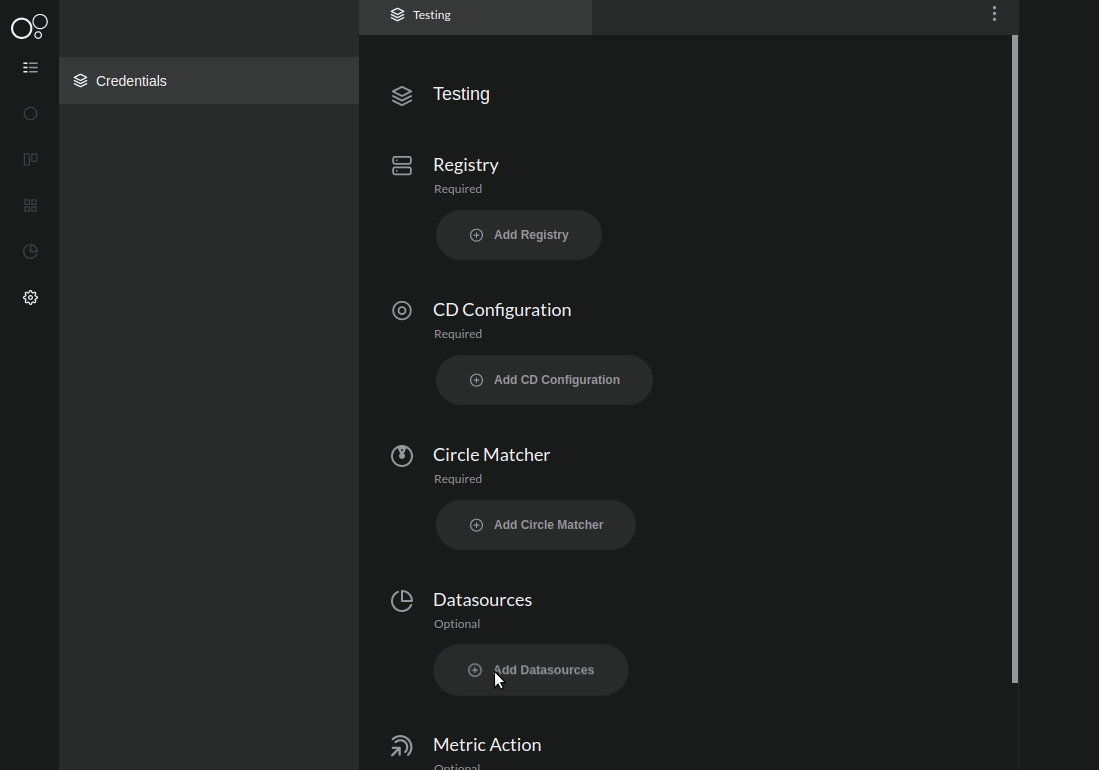 Testing
Credentials
Testing
Registry
Required
Add Registry
CD Configuration
Required
Add CD Configuration
Circle Matcher
Required
Add Circle Matcher
Datasources
Optional
Add Datasources
Metric Action
Optional